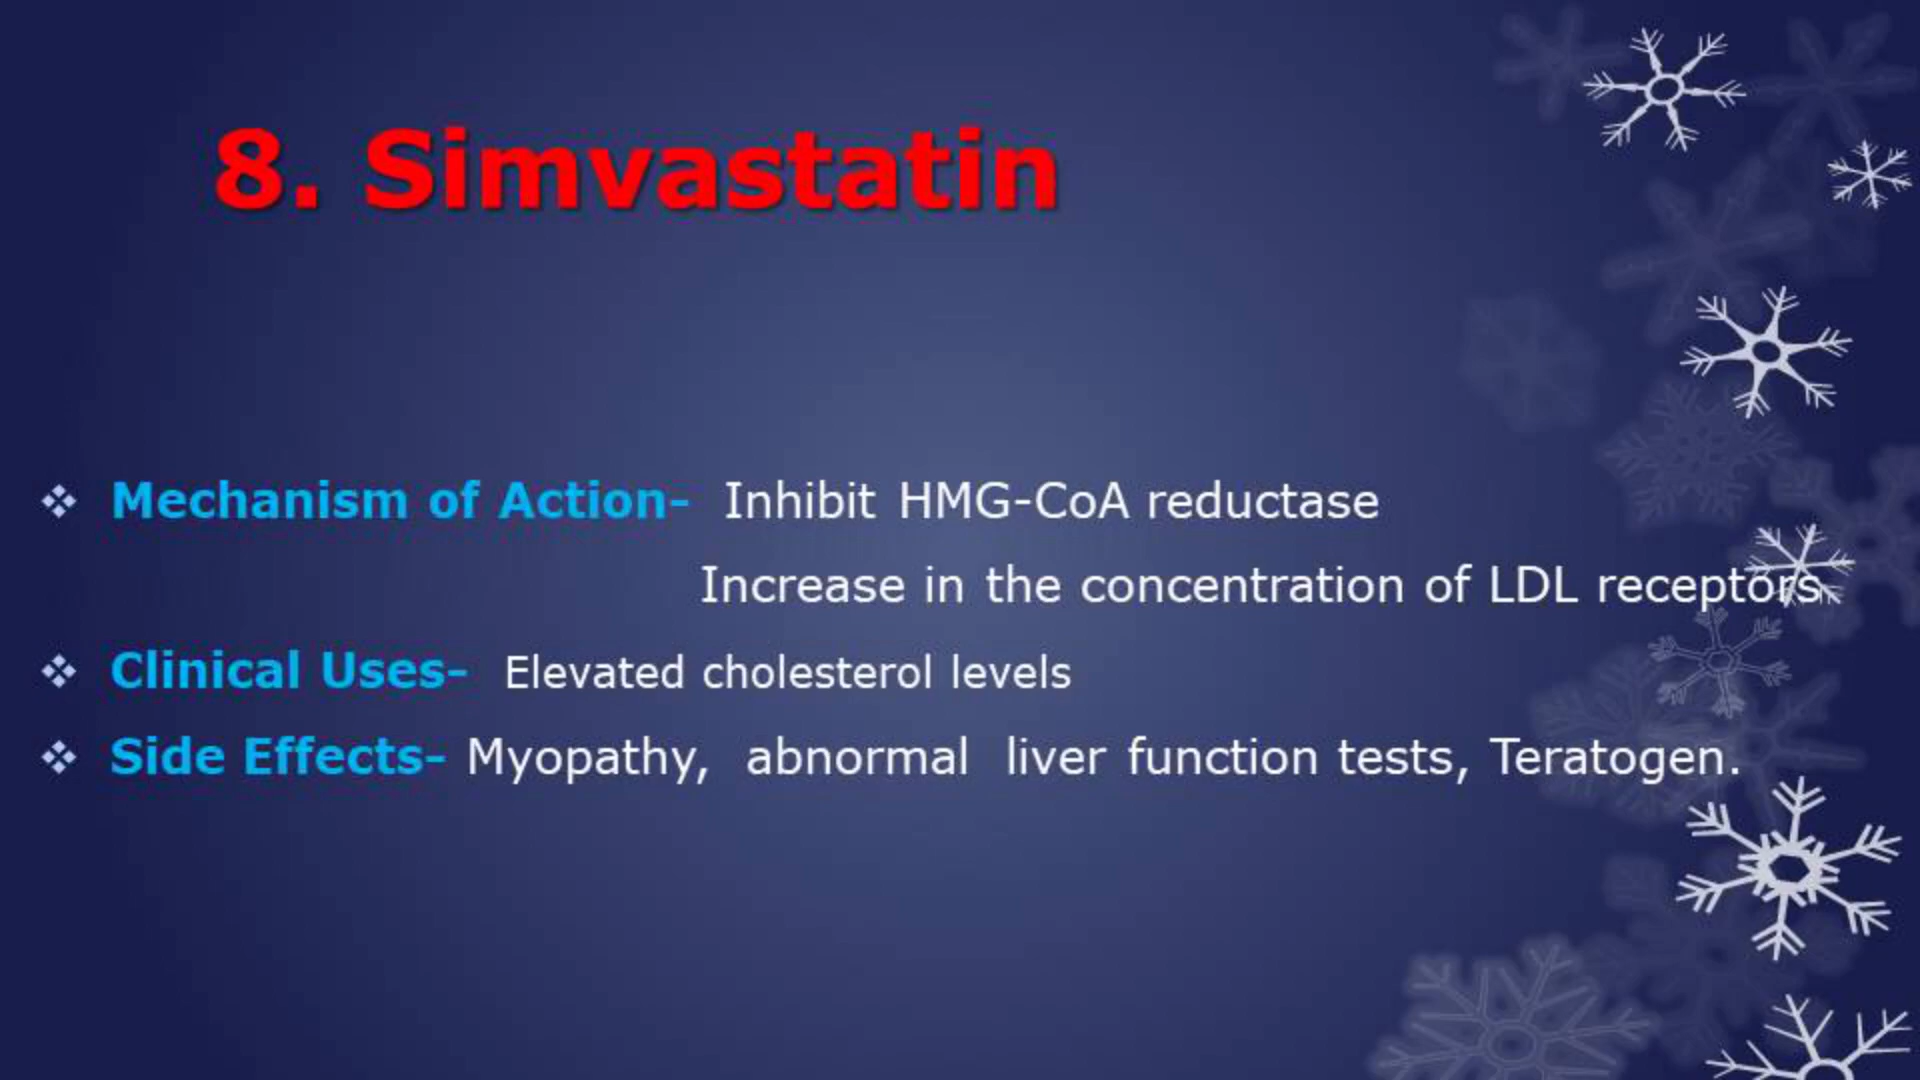 8. Simvastatin
❖ Mechanism of Action- Inhibit HMG-CoA reductase
Increase in the concentration of LDL receptors
❖ Clinical Uses- Elevated cholesterol levels
❖ Side Effects- Myopathy, abnormal liver function tests, Teratogen.